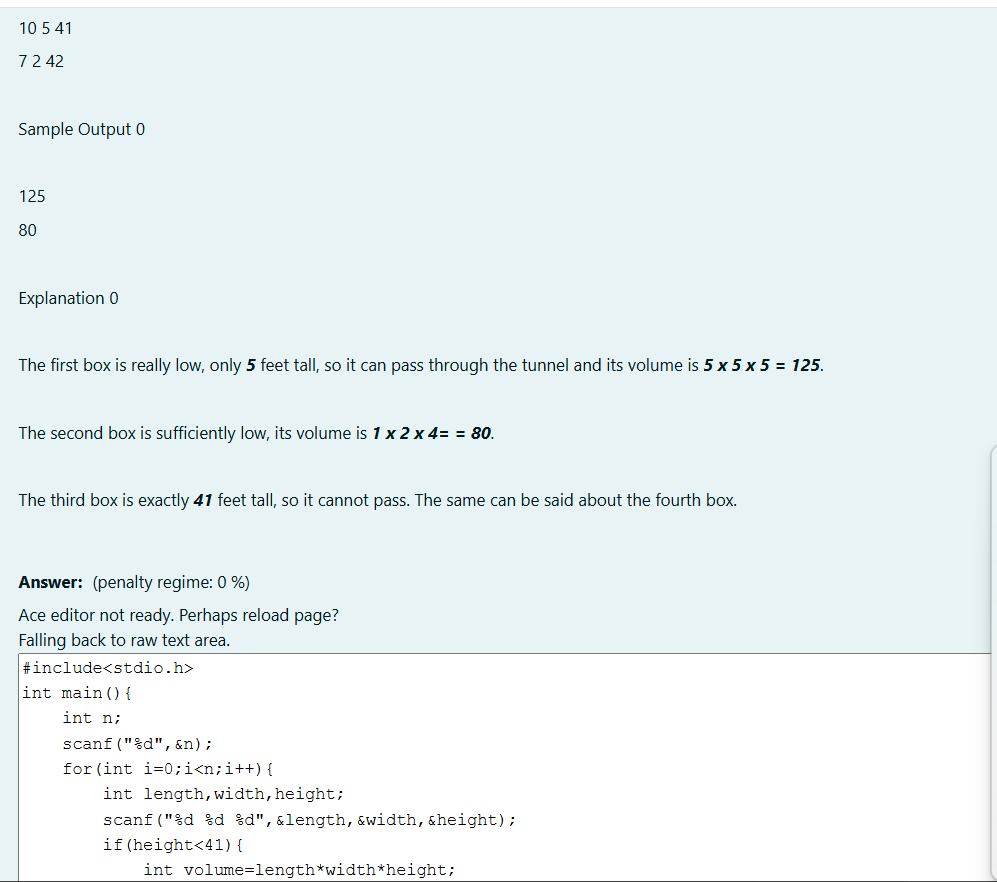 10 5 41
7 2 42
Sample Output 0
125
80
Explanation 0
The first box is really low, only 5 feet tall, so it can pass through the tunnel and its volume is 5 x 5 x 5 = 125.
The second box is sufficiently low, its volume is 1 x 2 x 4= = 80.
The third box is exactly 41 feet tall, so it cannot pass. The same can be said about the fourth box.
Answer: (penalty regime: 0 %)
Ace editor not ready. Perhaps reload page?
Falling back to raw text area.
#include<stdio.h>
int main(){
    int n;
    scanf("%d",&n);
    for(int i=0;i<n;i++){
        int length,width,height;
        scanf("%d %d %d",&length,&width,&height);
        if(height<41){
            int volume=length*width*height;